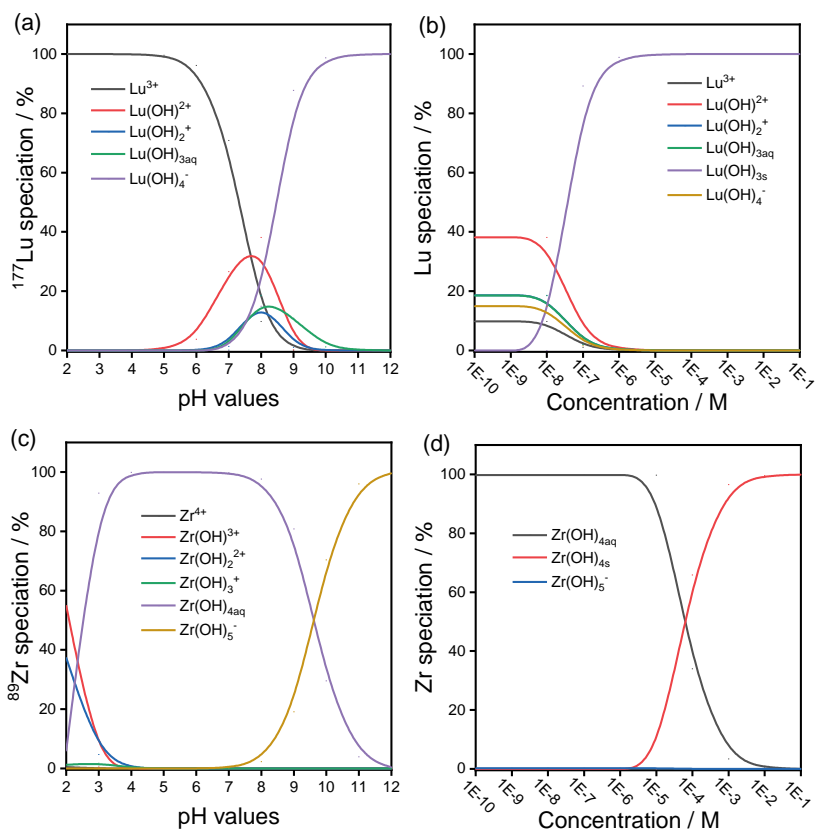 (a)
100
80
60
40
20
0
2 3 4 5 6 7 8 9 10 11 12
¹⁷⁷Lu speciation / %
pH values
Lu³⁺
Lu(OH)²⁺
Lu(OH)₂⁺
Lu(OH)₃aq
Lu(OH)₄⁻
(b)
100
80
60
40
20
0
1E-10 1E-9 1E-8 1E-7 1E-6 1E-5 1E-4 1E-3 1E-2 1E-1
Lu speciation / %
Concentration / M
Lu³⁺
Lu(OH)²⁺
Lu(OH)₂⁺
Lu(OH)₃aq
Lu(OH)₃s
Lu(OH)₄⁻
(c)
100
80
60
40
20
0
2 3 4 5 6 7 8 9 10 11 12
⁸⁹Zr speciation / %
pH values
Zr⁴⁺
Zr(OH)³⁺
Zr(OH)₂²⁺
Zr(OH)₃⁺
Zr(OH)₄aq
Zr(OH)₅⁻
(d)
100
80
60
40
20
0
1E-10 1E-9 1E-8 1E-7 1E-6 1E-5 1E-4 1E-3 1E-2 1E-1
Zr speciation / %
Concentration / M
Zr(OH)₄aq
Zr(OH)₄s
Zr(OH)₅⁻